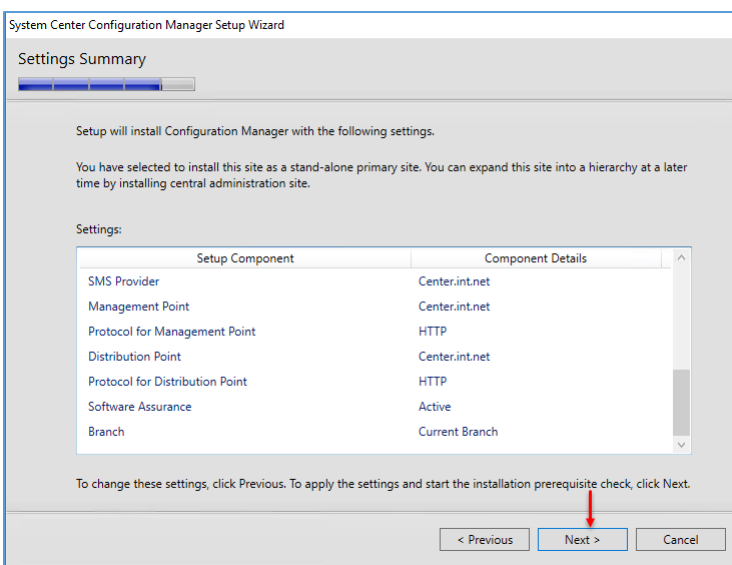 System Center Configuration Manager Setup Wizard
Settings Summary
Setup will install Configuration Manager with the following settings.
You have selected to install this site as a stand-alone primary site. You can expand this site into a hierarchy at a later
time by installing central administration site.
Settings:
Setup Component Component Details
SMS Provider Center.int.net
Management Point Center.int.net
Protocol for Management Point HTTP
Distribution Point Center.int.net
Protocol for Distribution Point HTTP
Software Assurance Active
Branch Current Branch
To change these settings, click Previous. To apply the settings and start the installation prerequisite check, click Next.
< Previous Next > Cancel